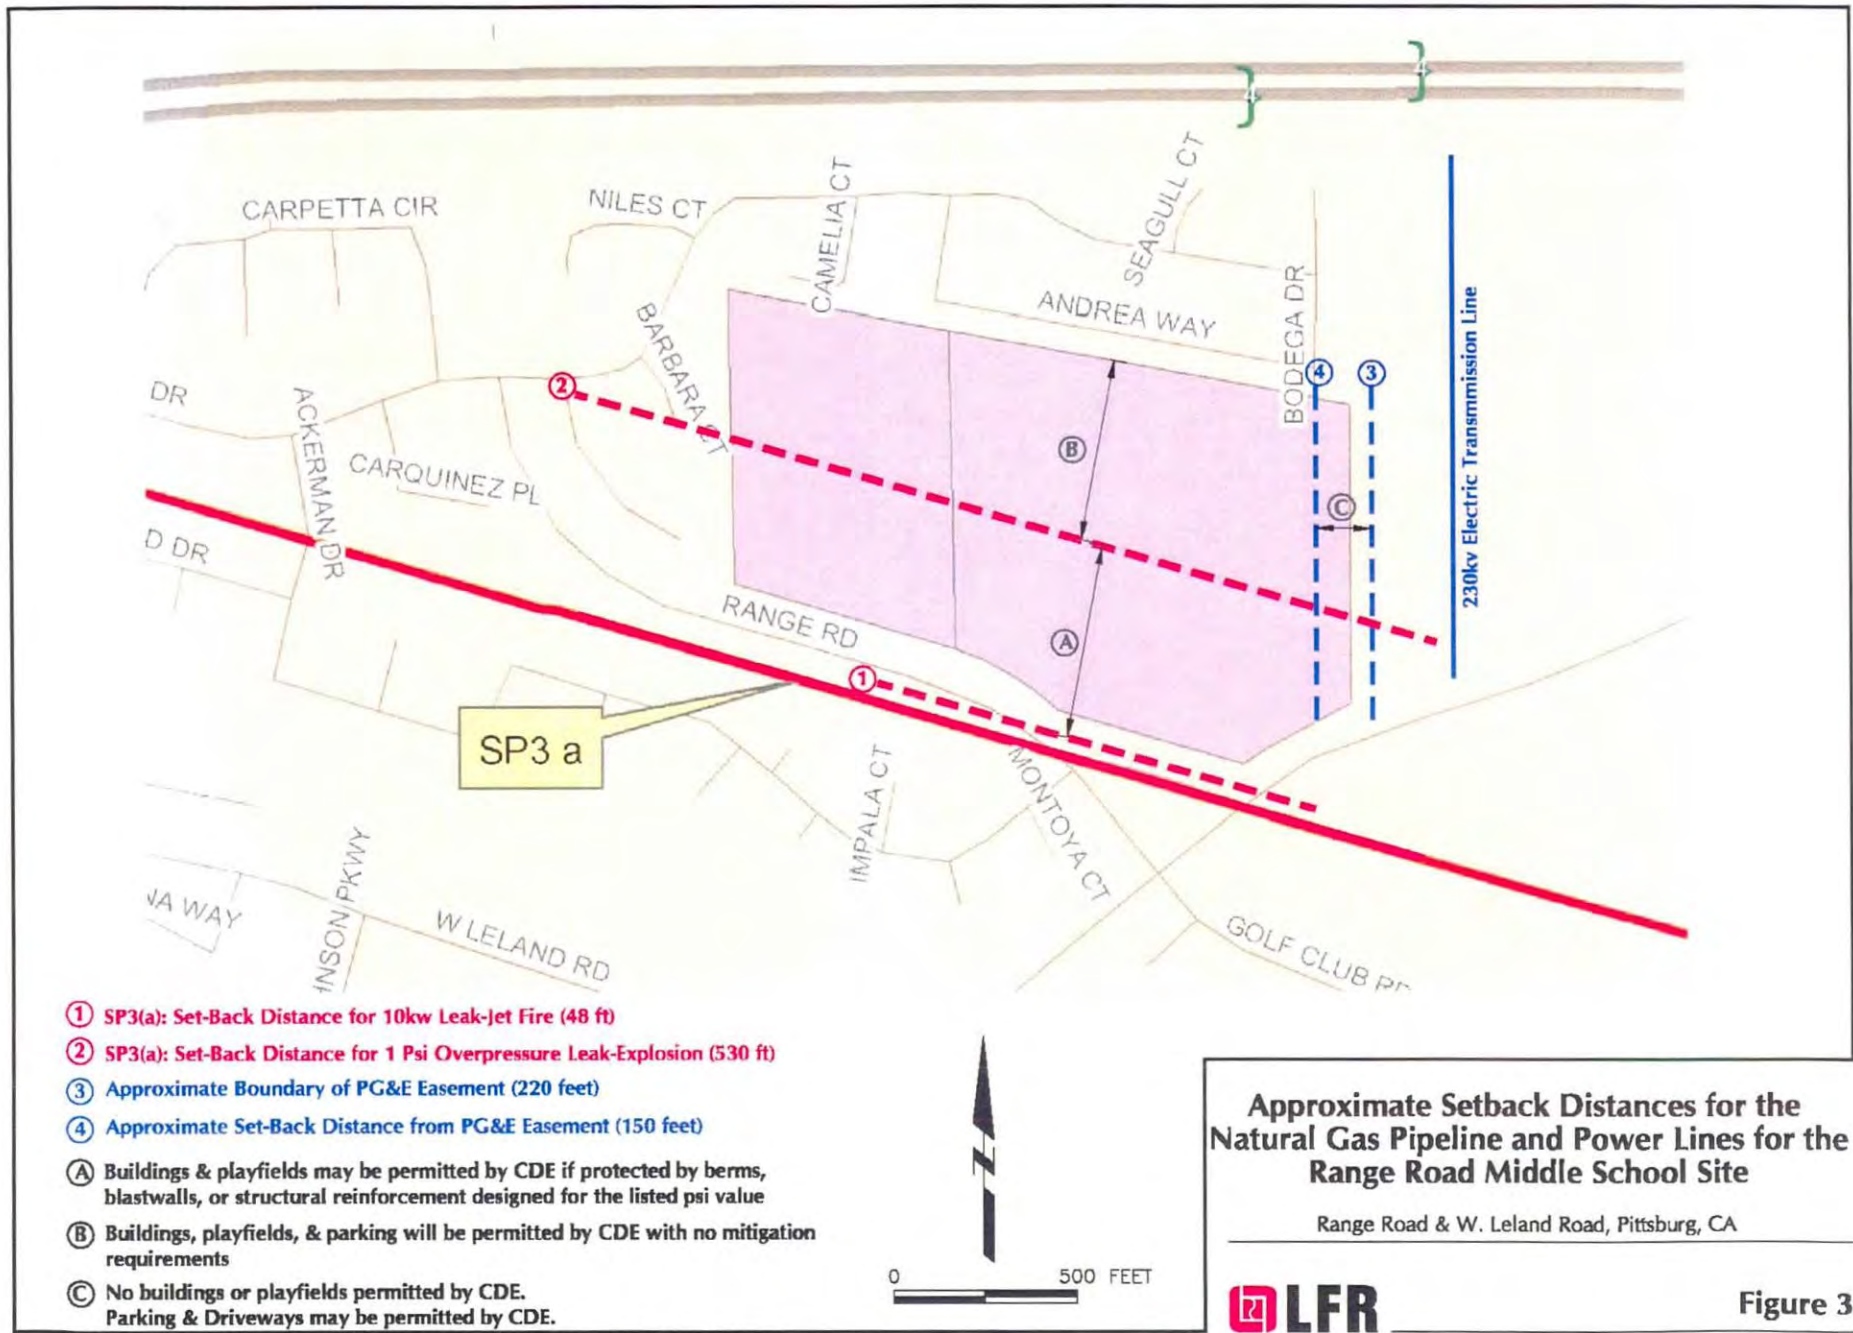 4
4
CARPETTA CIR
NILES CT
CAMELIA CT
SEAGULL CT
BODEGA DR
ANDREA WAY
BARBARA CT
230kv Electric Transmission Line
4
3
2
DR
ACKERMAN DR
CARQUINEZ PL
B
C
D DR
RANGE RD
A
1
SP3 a
IMPALA CT
MONTOYA CT
NA WAY
W LELAND RD
GOLF CLUB
1 SP3(a): Set-Back Distance for 10kw Leak-Jet Fire (48 ft)
2 SP3(a): Set-Back Distance for 1 Psi Overpressure Leak-Explosion (530 ft)
3 Approximate Boundary of PG&E Easement (220 feet)
4 Approximate Set-Back Distance from PG&E Easement (150 feet)
A Buildings & playfields may be permitted by CDE if protected by berms,
blastwalls, or structural reinforcement designed for the listed psi value
B Buildings, playfields, & parking will be permitted by CDE with no mitigation
requirements
C No buildings or playfields permitted by CDE.
Parking & Driveways may be permitted by CDE.
N
0 500 FEET
Approximate Setback Distances for the
Natural Gas Pipeline and Power Lines for the
Range Road Middle School Site
Range Road & W. Leland Road, Pittsburg, CA
LFR
Figure 3